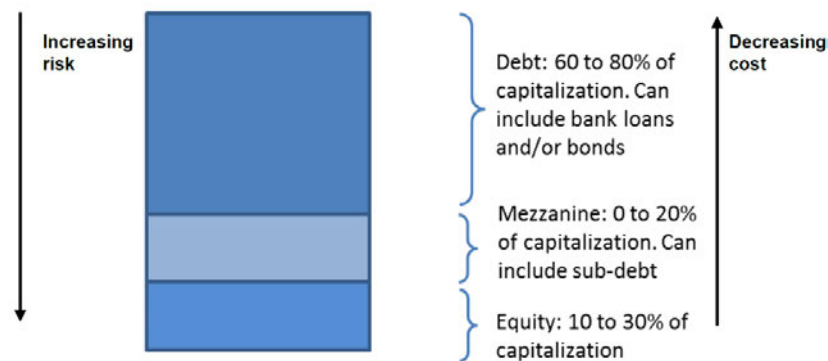 Increasing
risk
Debt: 60 to 80% of
capitalization. Can
include bank loans
and/or bonds
Mezzanine: 0 to 20%
of capitalization. Can
include sub-debt
Equity: 10 to 30% of
capitalization
Decreasing
cost